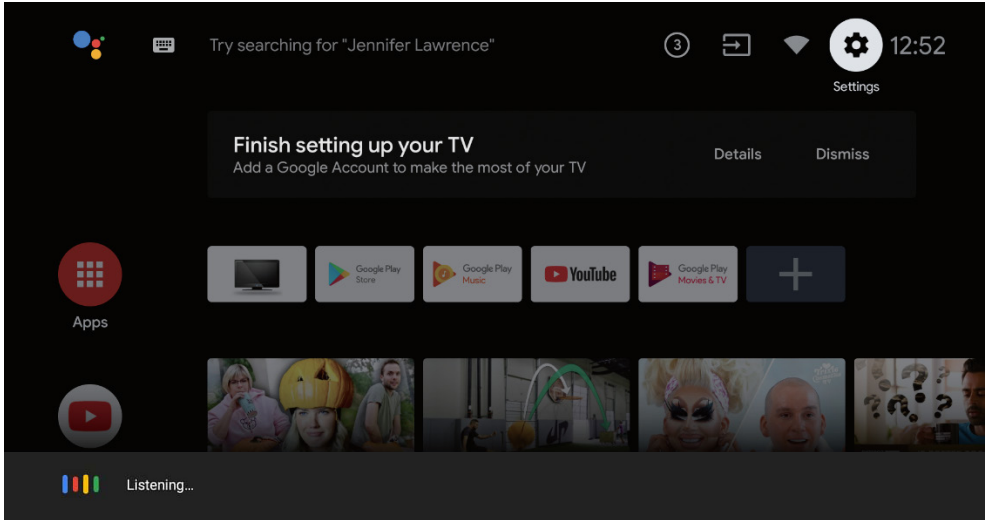 Try searching for "Jennifer Lawrence"
3
12:52
Settings
Finish setting up your TV
Add a Google Account to make the most of your TV
Details
Dismiss
Google Play
Store
Google Play
Music
YouTube
Google Play
Movies & TV
Apps
Listening...